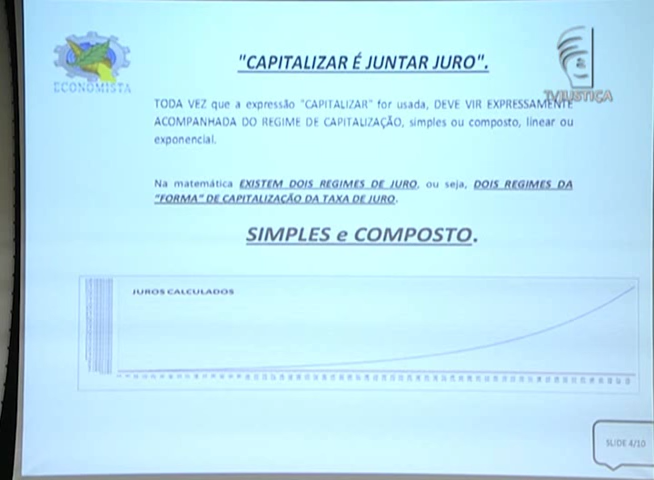 "CAPITALIZAR É JUNTAR JURO".
ECONOMISTA
TV JUSTIÇA
TODA VEZ que a expressão "CAPITALIZAR" for usada, DEVE VIR EXPRESSAMENTE
ACOMPANHADA DO REGIME DE CAPITALIZAÇÃO, simples ou composto, linear ou
exponencial.
Na matemática EXISTEM DOIS REGIMES DE JURO, ou seja, DOIS REGIMES DA
"FORMA" DE CAPITALIZAÇÃO DA TAXA DE JURO.
SIMPLES e COMPOSTO.
JUROS CALCULADOS
SLIDE 4/10